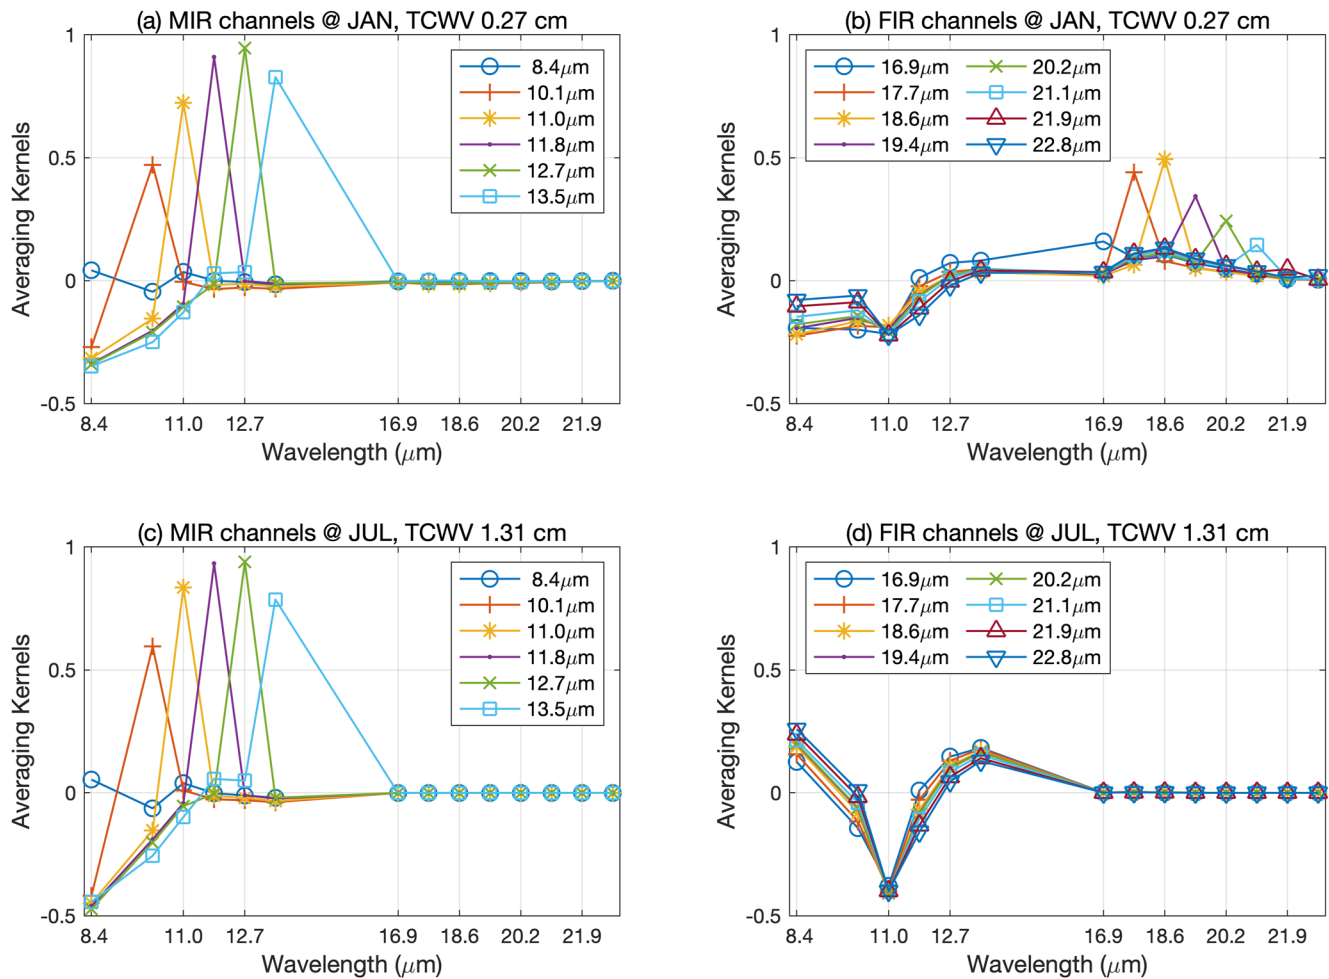 (a) MIR channels @ JAN, TCWV 0.27 cm
1
0.5
0
-0.5
Averaging Kernels
8.4μm
10.1μm
11.0μm
11.8μm
12.7μm
13.5μm
8.4 11.0 12.7 16.9 18.6 20.2 21.9
Wavelength (μm)
(b) FIR channels @ JAN, TCWV 0.27 cm
1
0.5
0
-0.5
Averaging Kernels
16.9μm 20.2μm
17.7μm 21.1μm
18.6μm 21.9μm
19.4μm 22.8μm
8.4 11.0 12.7 16.9 18.6 20.2 21.9
Wavelength (μm)
(c) MIR channels @ JUL, TCWV 1.31 cm
1
0.5
0
-0.5
Averaging Kernels
8.4μm
10.1μm
11.0μm
11.8μm
12.7μm
13.5μm
8.4 11.0 12.7 16.9 18.6 20.2 21.9
Wavelength (μm)
(d) FIR channels @ JUL, TCWV 1.31 cm
1
0.5
0
-0.5
Averaging Kernels
16.9μm 20.2μm
17.7μm 21.1μm
18.6μm 21.9μm
19.4μm 22.8μm
8.4 11.0 12.7 16.9 18.6 20.2 21.9
Wavelength (μm)